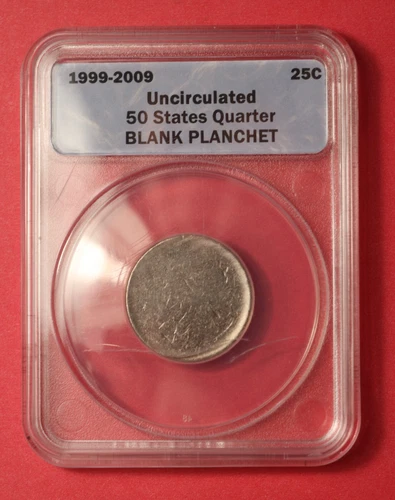 1999-2009 25C
Uncirculated
50 States Quarter
BLANK PLANCHET